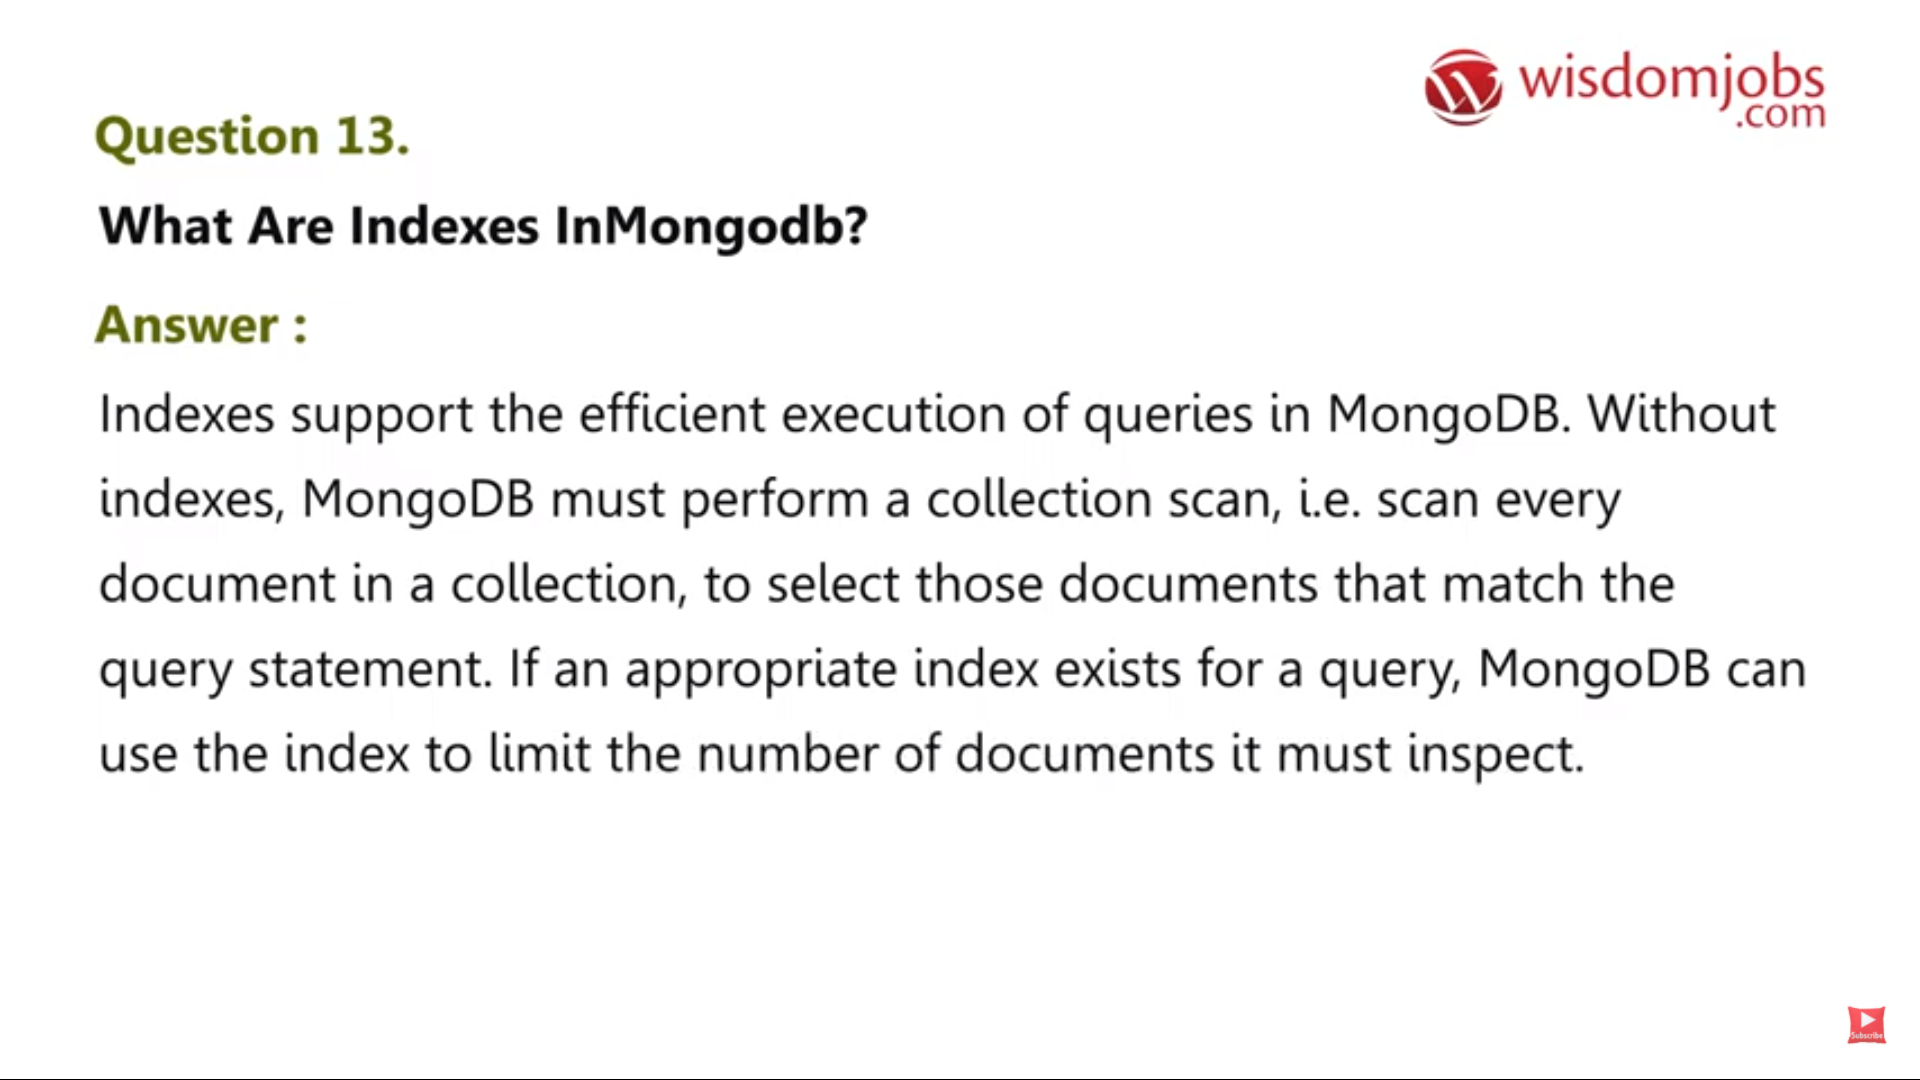 wisdomjobs
.com
Question 13.
What Are Indexes InMongodb?
Answer :
Indexes support the efficient execution of queries in MongoDB. Without
indexes, MongoDB must perform a collection scan, i.e. scan every
document in a collection, to select those documents that match the
query statement. If an appropriate index exists for a query, MongoDB can
use the index to limit the number of documents it must inspect.
Subscribe